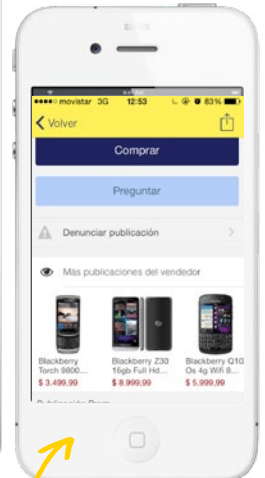 movistar 3G 12:53 83%
Volver
Comprar
Preguntar
Denunciar publicación
Más publicaciones del vendedor
Blackberry Torch 9800... Blackberry Z30 16gb Full Hd... Blackberry Q10 Os 4g Wifi 8...
$ 3.499,99 $ 8.999,99 $ 5.999,99